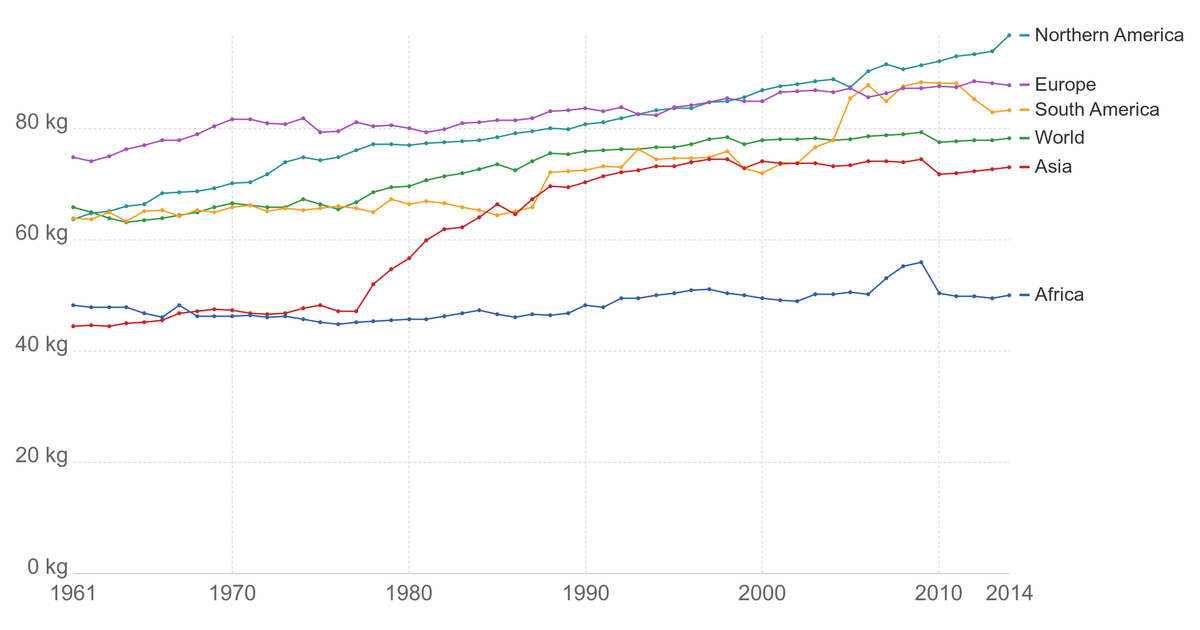 Northern America
Europe
South America
World
Asia
Africa
80 kg
60 kg
40 kg
20 kg
0 kg
1961 1970 1980 1990 2000 2010 2014